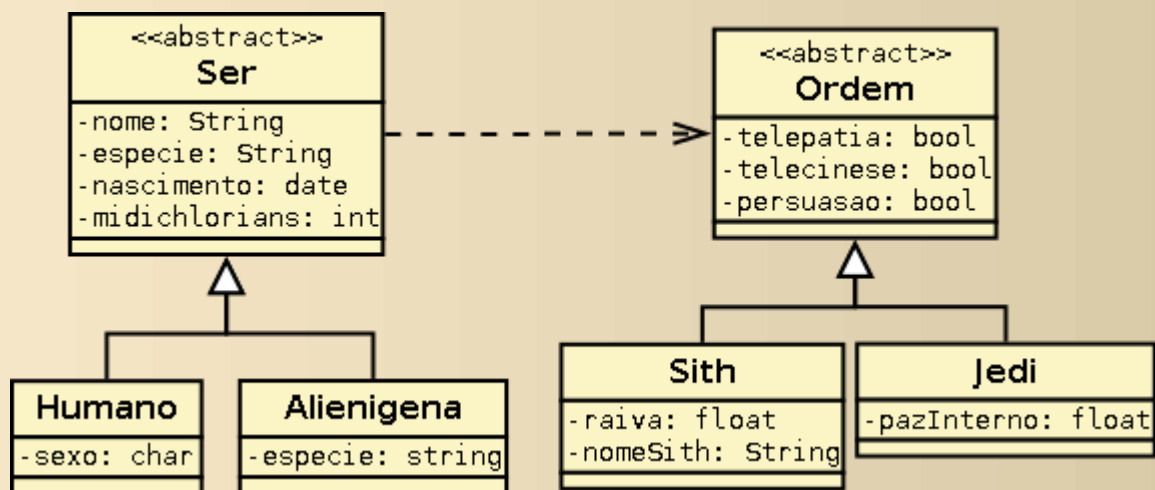 <<abstract>>
Ser
-nome: String
-especie: String
-nascimento: date
-midichlorians: int
<<abstract>>
Ordem
-telepatia: bool
-telecinese: bool
-persuasao: bool
Humano
-sexo: char
Alienigena
-especie: string
Sith
-raiva: float
-nomeSith: String
Jedi
-pazInterno: float